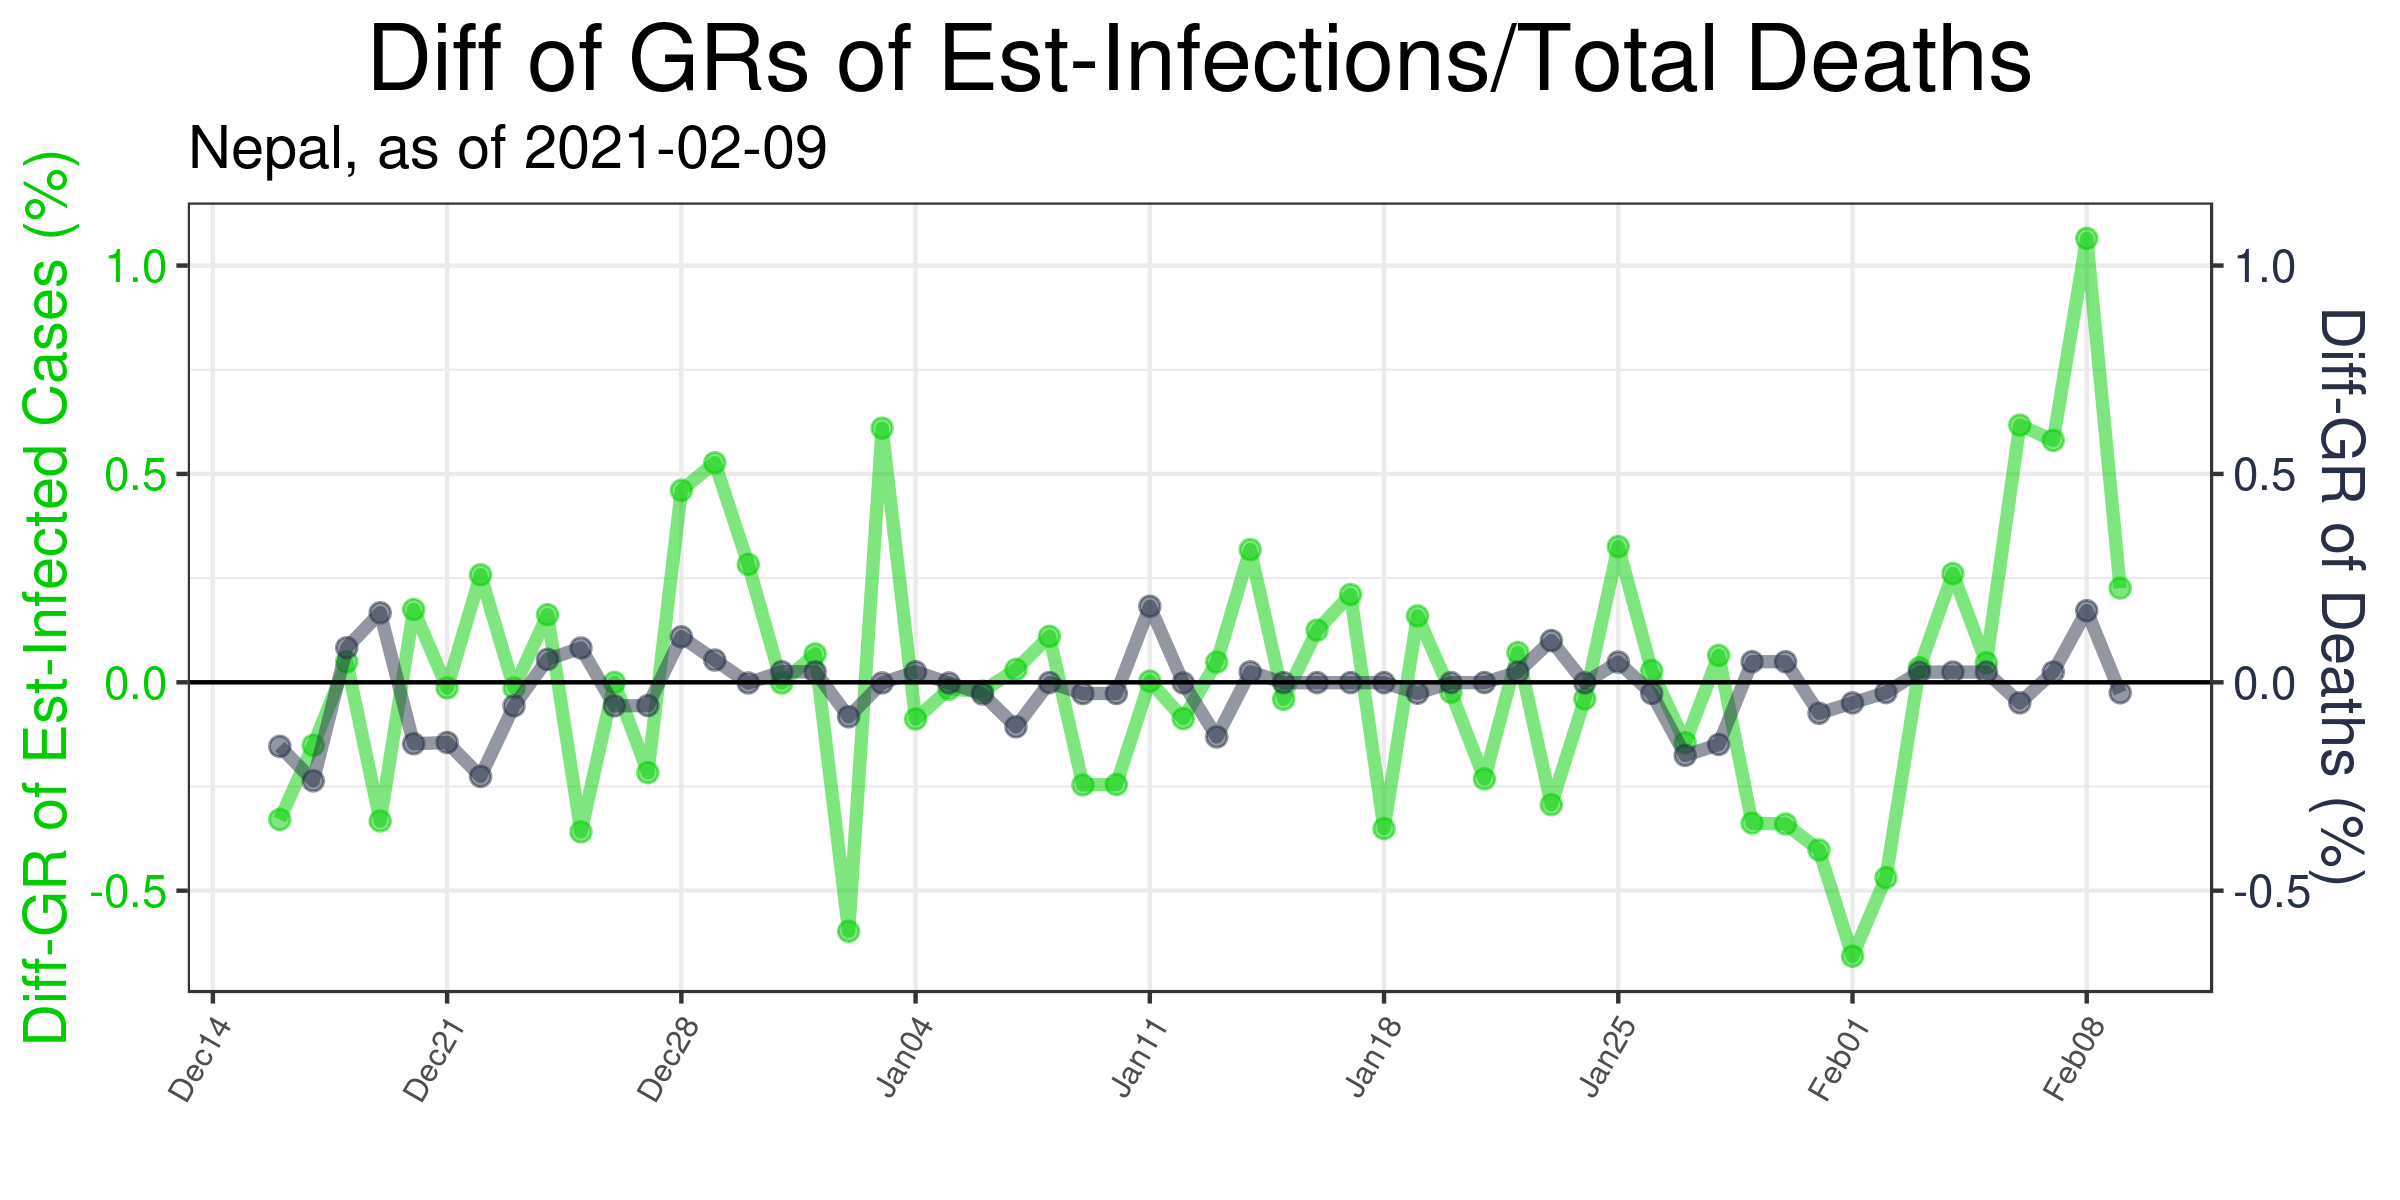 Diff of GRs of Est-Infections/Total Deaths
Nepal, as of 2021-02-09
Diff-GR of Est-Infected Cases (%)
1.0
0.5
0.0
-0.5
1.0
0.5
0.0
-0.5
Diff-GR of Deaths (%)
Dec14
Dec21
Dec28
Jan04
Jan11
Jan18
Jan25
Feb01
Feb08